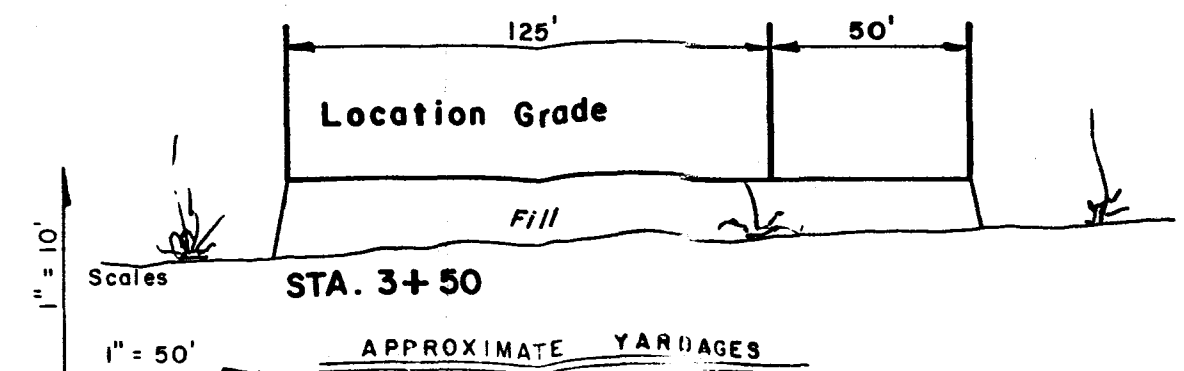 125' 50'
Location Grade
Fill
1" = 10'
Scales
STA. 3+50
1" = 50'
APPROXIMATE YARDAGES